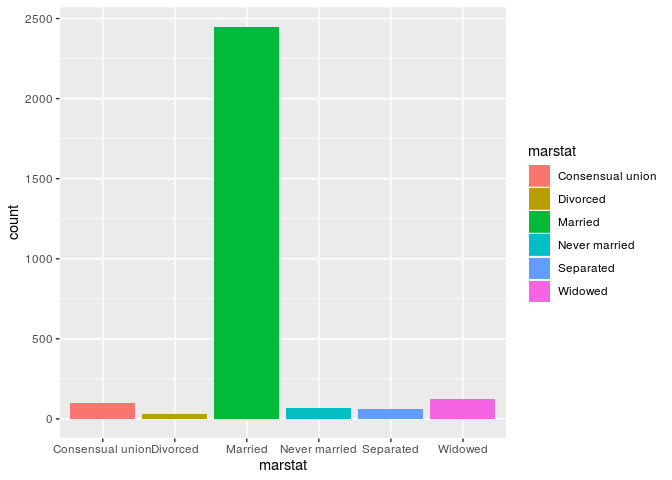 2500
2000
1500
1000
500
0
count
Consensual union Divorced Married Never married Separated Widowed
marstat
marstat
Consensual union
Divorced
Married
Never married
Separated
Widowed